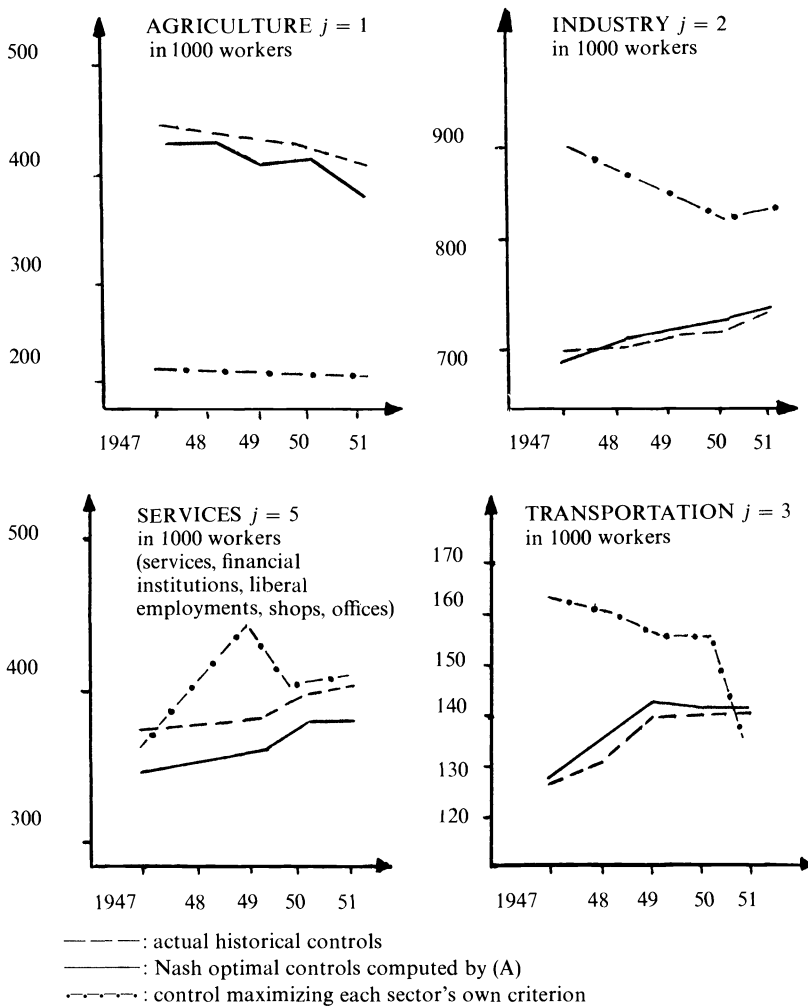 AGRICULTURE j = 1
in 1000 workers
500
400
300
200
1947 48 49 50 51
INDUSTRY j = 2
in 1000 workers
900
800
700
1947 48 49 50 51
SERVICES j = 5
in 1000 workers
(services, financial
institutions, liberal
employments, shops, offices)
500
400
300
1947 48 49 50 51
TRANSPORTATION j = 3
in 1000 workers
170
160
150
140
130
120
1947 48 49 50 51
: actual historical controls
: Nash optimal controls computed by (A)
: control maximizing each sector's own criterion